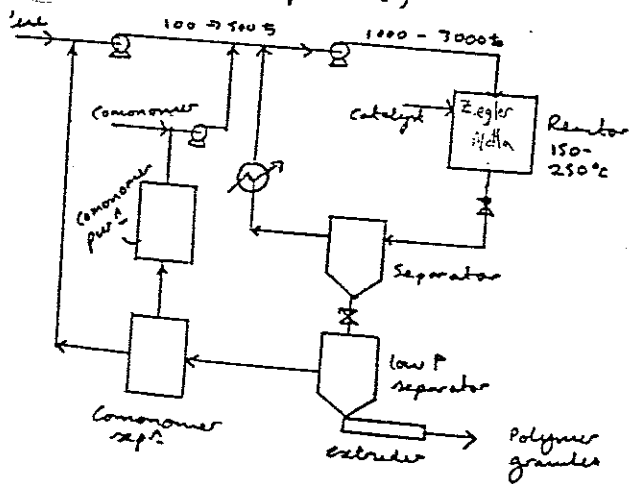 100 → 500
1000 - 3000
Comonomer
Catalyst
Ziegler
Natta
Reactor
150-
250°C
Comonomer
Separator
low P
separator
Comonomer
extruder
Polymer
granules